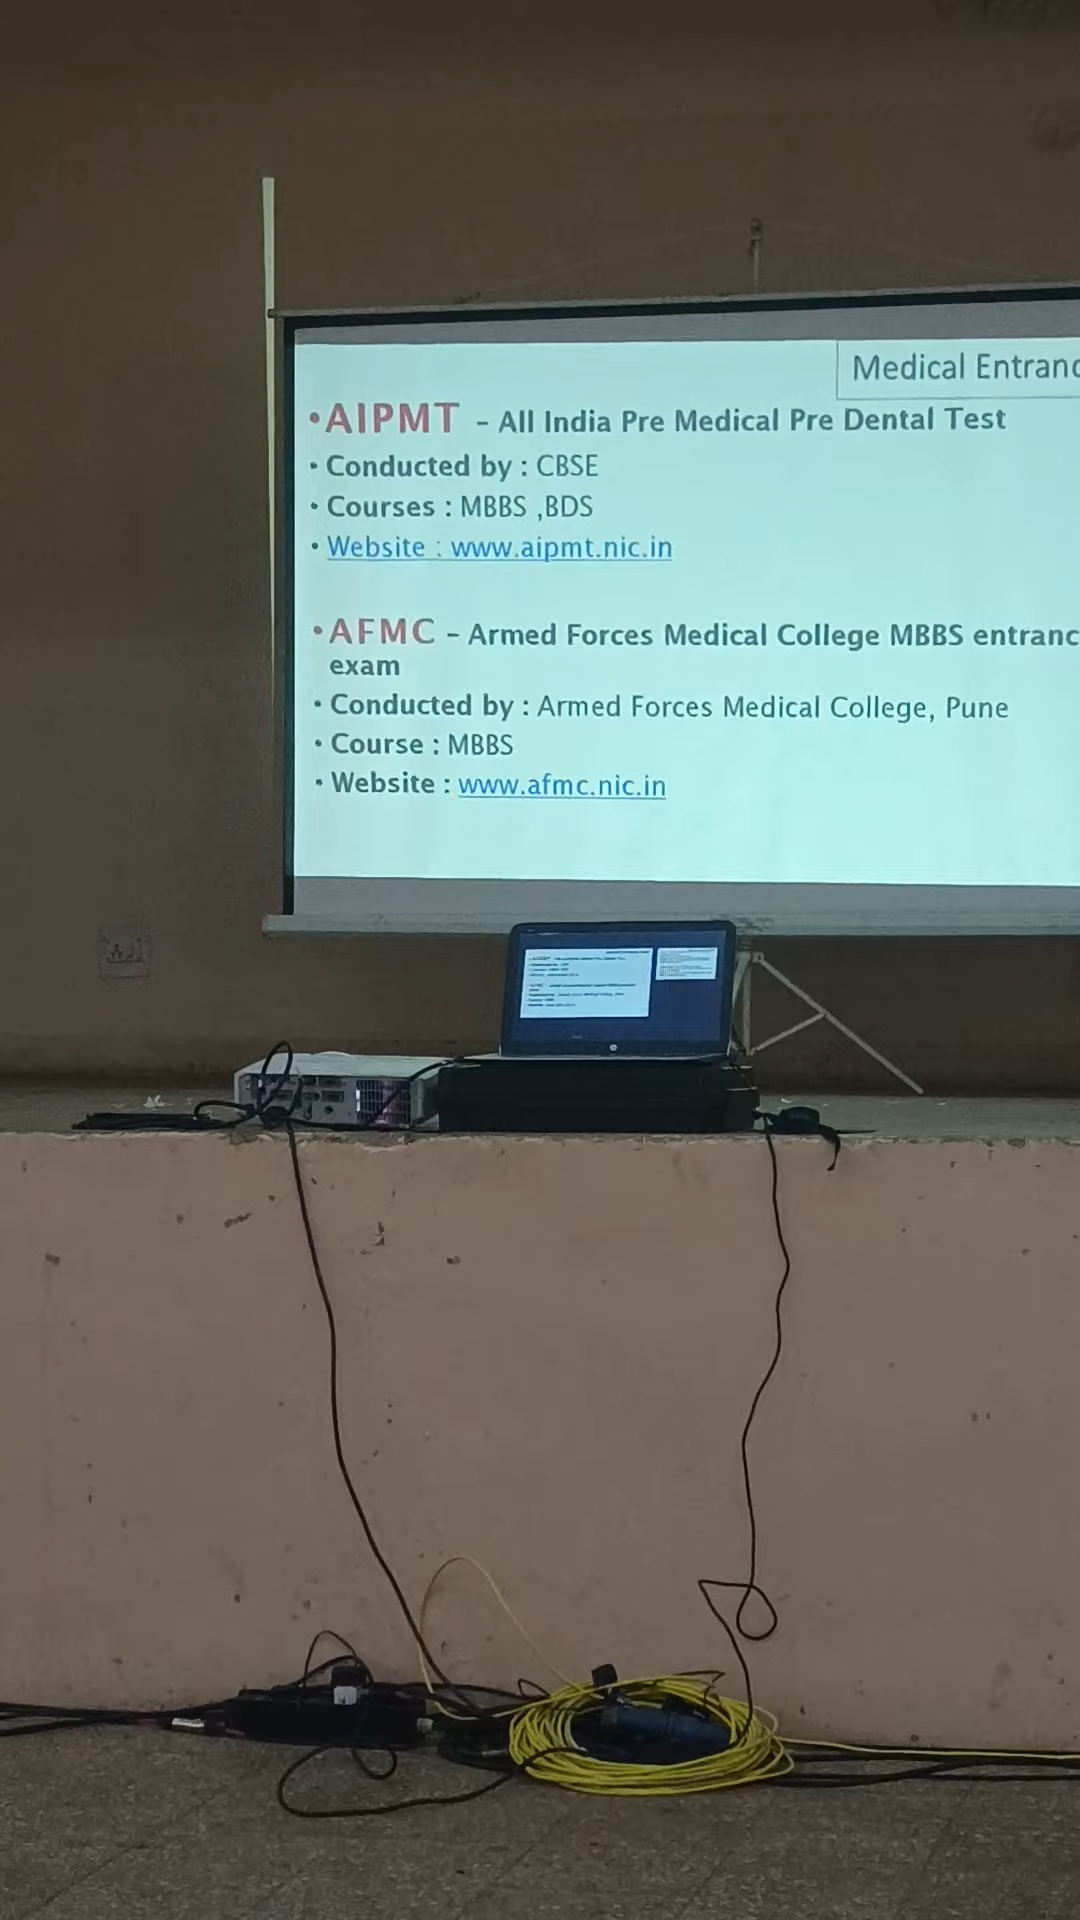 Medical Entranc
•AIPMT – All India Pre Medical Pre Dental Test
• Conducted by : CBSE
• Courses : MBBS ,BDS
• Website : www.aipmt.nic.in
•AFMC – Armed Forces Medical College MBBS entranc
exam
• Conducted by : Armed Forces Medical College, Pune
• Course : MBBS
• Website : www.afmc.nic.in